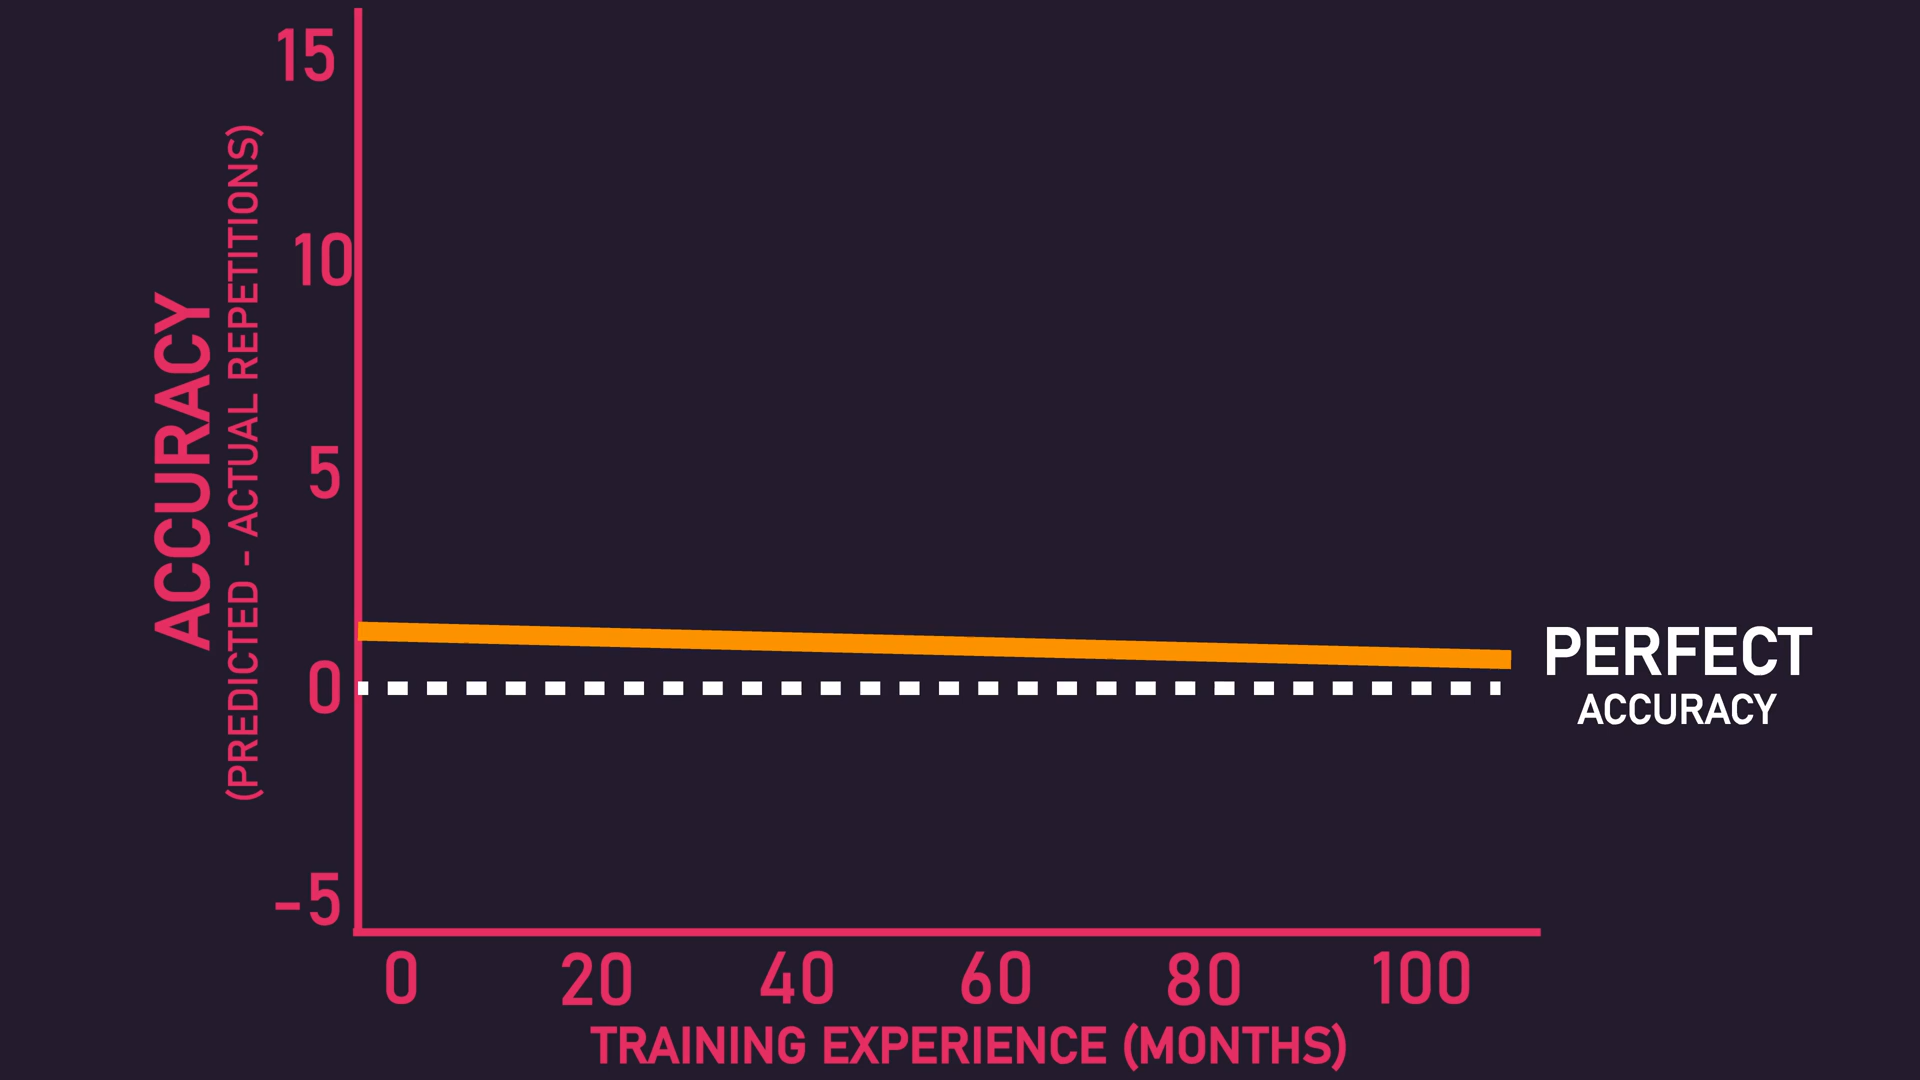 ACCURACY
(PREDICTED - ACTUAL REPETITIONS)
15
10
5
0
-5
PERFECT
ACCURACY
0 20 40 60 80 100
TRAINING EXPERIENCE (MONTHS)